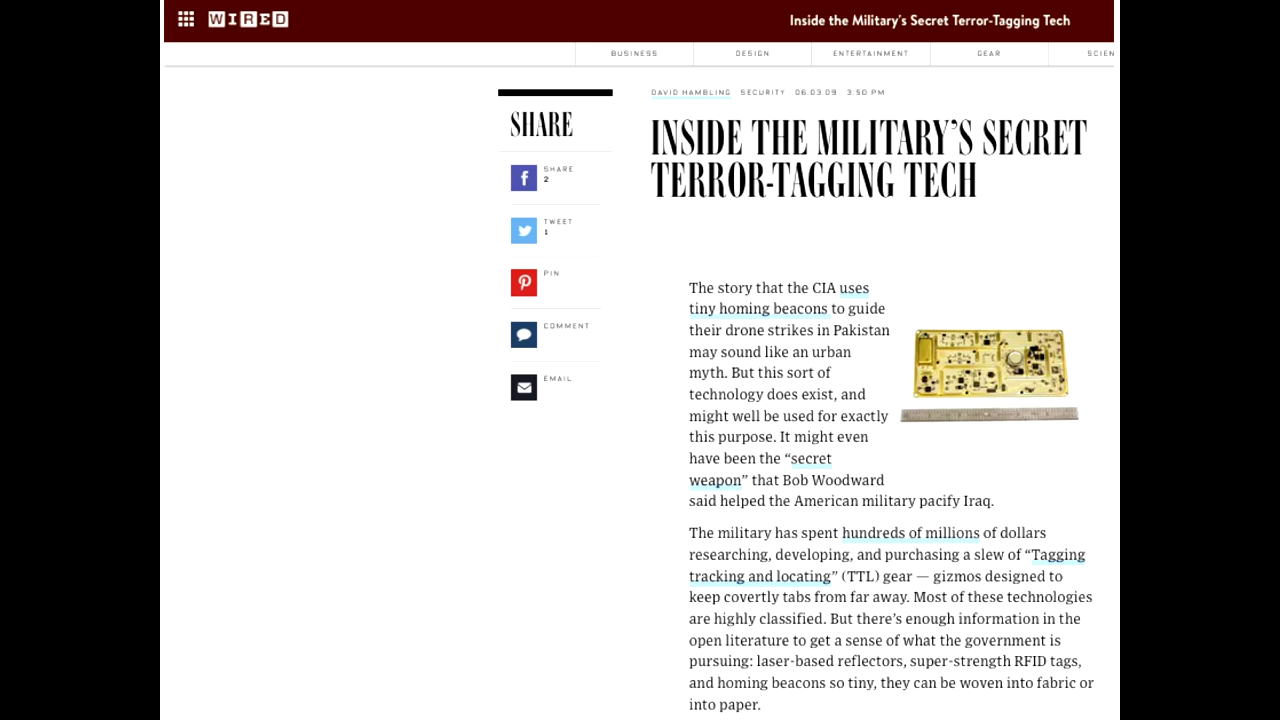 WIRED
Inside the Military's Secret Terror-Tagging Tech
BUSINESS
DESIGN
ENTERTAINMENT
GEAR
SCIEN
SHARE
SHARE
2
TWEET
1
PIN
COMMENT
EMAIL
DAVID HAMBLING SECURITY 06.03.09 3:50 PM
INSIDE THE MILITARY'S SECRET
TERROR-TAGGING TECH
The story that the CIA uses
tiny homing beacons to guide
their drone strikes in Pakistan
may sound like an urban
myth. But this sort of
technology does exist, and
might well be used for exactly
this purpose. It might even
have been the “secret
weapon” that Bob Woodward
said helped the American military pacify Iraq.
The military has spent hundreds of millions of dollars
researching, developing, and purchasing a slew of “Tagging
tracking and locating” (TTL) gear — gizmos designed to
keep covertly tabs from far away. Most of these technologies
are highly classified. But there's enough information in the
open literature to get a sense of what the government is
pursuing: laser-based reflectors, super-strength RFID tags,
and homing beacons so tiny, they can be woven into fabric or
into paper.